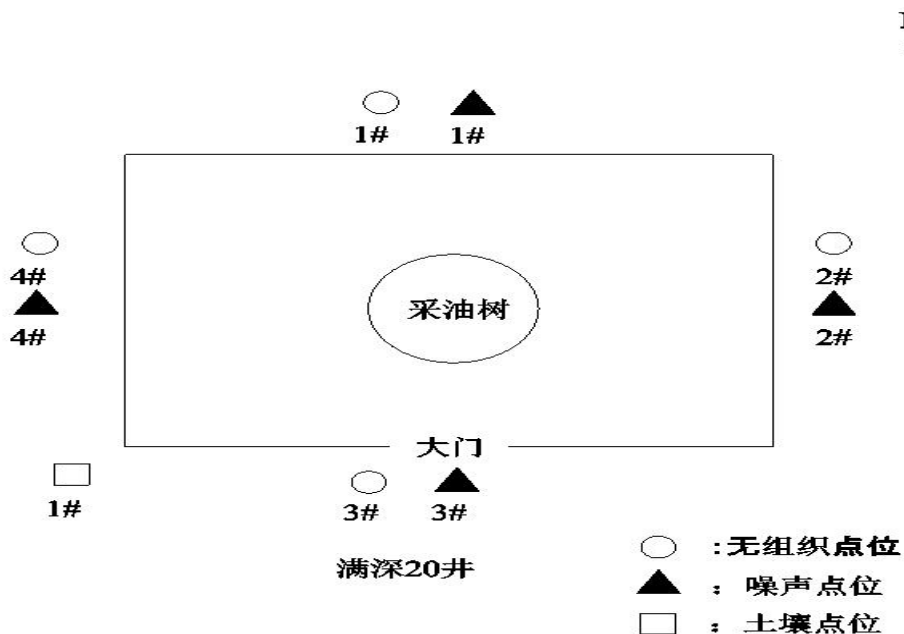 1# 1#
4# 2#
采油树
4# 2#
大门
1# 3# 3#
满深20井
:无组织点位
：噪声点位
：土壤点位